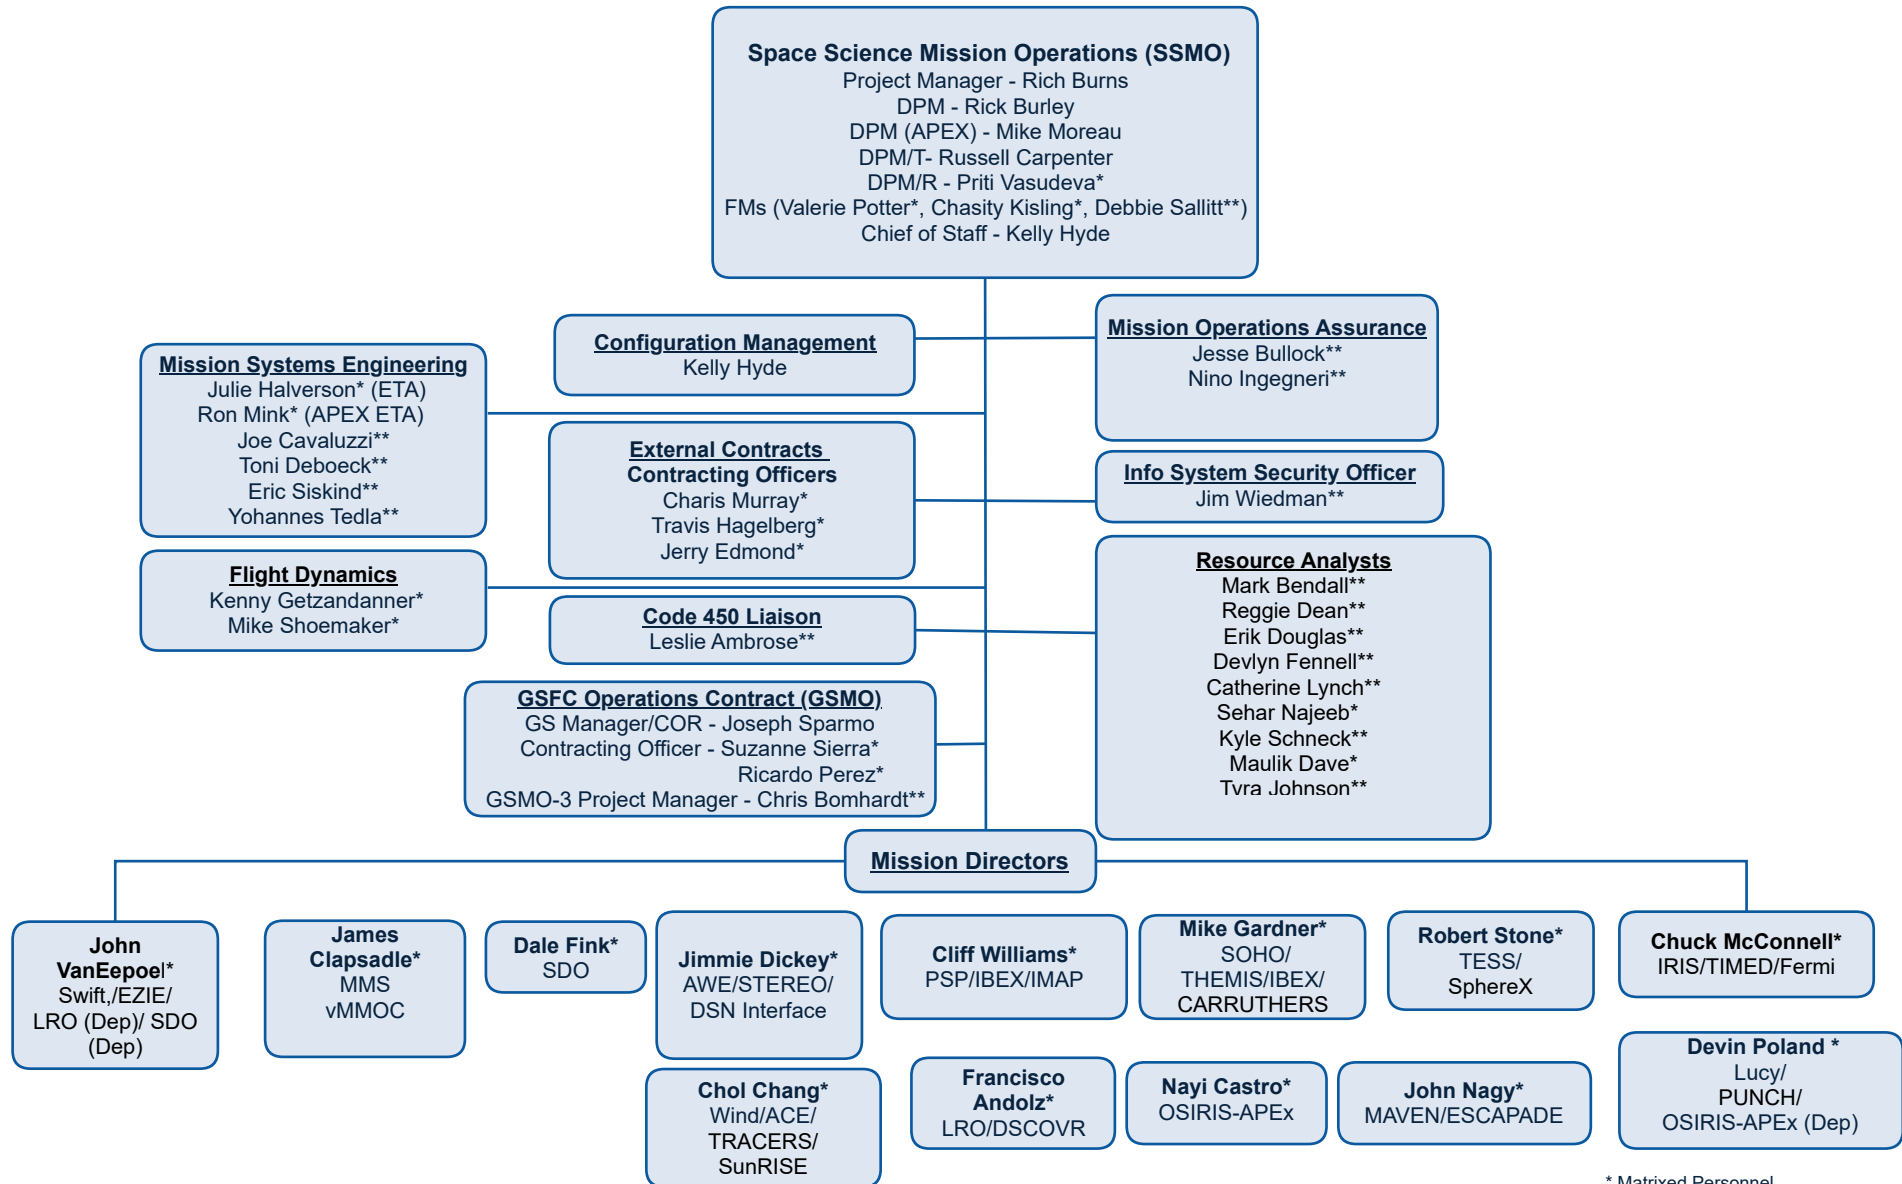 Space Science Mission Operations (SSMO)
Project Manager - Rich Burns
DPM - Rick Burley
DPM (APEX) - Mike Moreau
DPM/T- Russell Carpenter
DPM/R - Priti Vasudeva*
FMs (Valerie Potter*, Chasity Kisling*, Debbie Sallitt**)
Chief of Staff - Kelly Hyde
Configuration Management
Kelly Hyde
Mission Operations Assurance
Jesse Bullock**
Nino Ingegneri**
Mission Systems Engineering
Julie Halverson* (ETA)
Ron Mink* (APEX ETA)
Joe Cavaluzzi**
Toni Deboeck**
Eric Siskind**
Yohannes Tedla**
External Contracts
Contracting Officers
Charis Murray*
Travis Hagelberg*
Jerry Edmond*
Info System Security Officer
Jim Wiedman**
Flight Dynamics
Kenny Getzandanner*
Mike Shoemaker*
Code 450 Liaison
Leslie Ambrose**
Resource Analysts
Mark Bendall**
Reggie Dean**
Erik Douglas**
Devlyn Fennell**
Catherine Lynch**
Sehar Najeeb*
Kyle Schneck**
Maulik Dave*
Tyra Johnson**
GSFC Operations Contract (GSMO)
GS Manager/COR - Joseph Sparmo
Contracting Officer - Suzanne Sierra*
Ricardo Perez*
GSMO-3 Project Manager - Chris Bomhardt**
Mission Directors
John
VanEepoel*
Swift,/EZIE/
LRO (Dep)/ SDO
(Dep)
James
Clapsadle*
MMS
vMMOC
Dale Fink*
SDO
Jimmie Dickey*
AWE/STEREO/
DSN Interface
Cliff Williams*
PSP/IBEX/IMAP
Mike Gardner*
SOHO/
THEMIS/IBEX/
CARRUTHERS
Robert Stone*
TESS/
SphereX
Chuck McConnell*
IRIS/TIMED/Fermi
Chol Chang*
Wind/ACE/
TRACERS/
SunRISE
Francisco
Andolz*
LRO/DSCOVR
Nayi Castro*
OSIRIS-APEx
John Nagy*
MAVEN/ESCAPADE
Devin Poland *
Lucy/
PUNCH/
OSIRIS-APEx (Dep)
* Matrixed Personnel